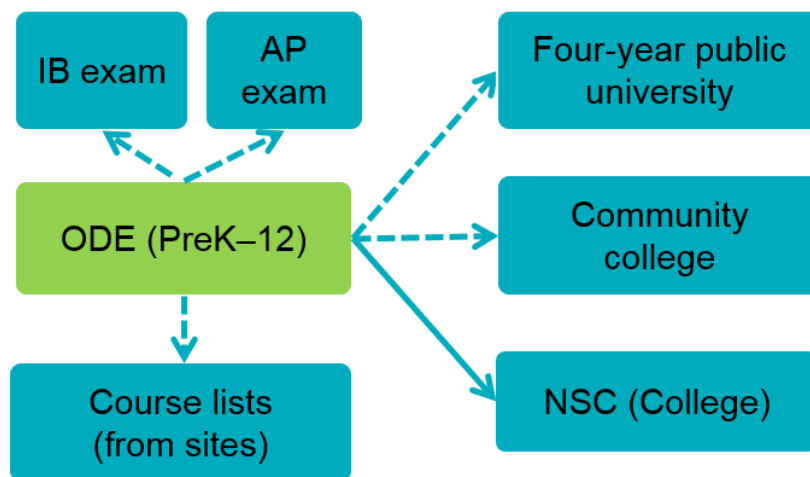 IB exam
AP
exam
Four-year public
university
ODE (PreK–12)
Community
college
Course lists
(from sites)
NSC (College)